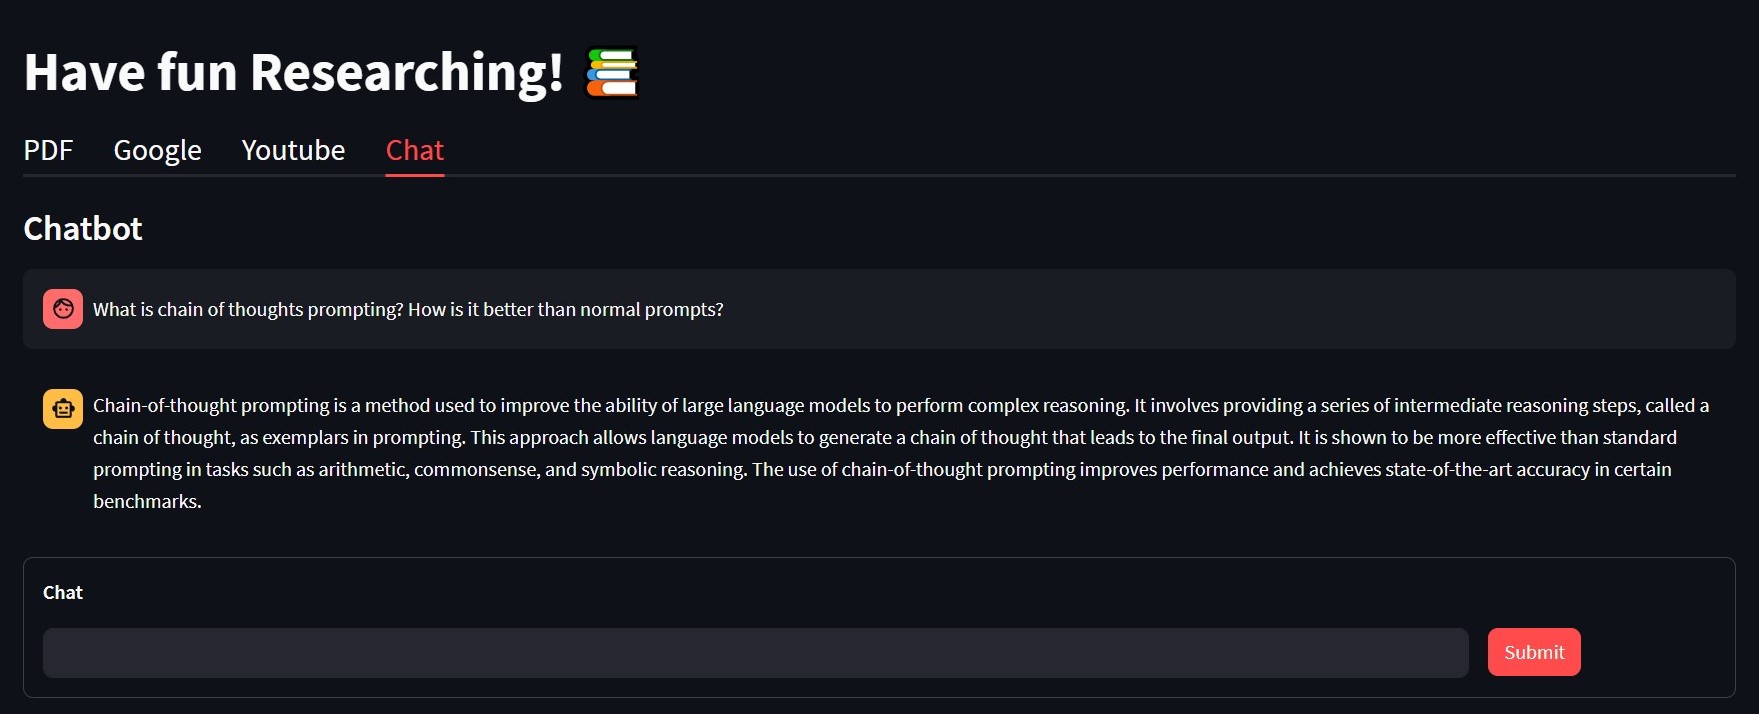 Have fun Researching!
PDF Google Youtube Chat
Chatbot
What is chain of thoughts prompting? How is it better than normal prompts?
Chain-of-thought prompting is a method used to improve the ability of large language models to perform complex reasoning. It involves providing a series of intermediate reasoning steps, called a
chain of thought, as exemplars in prompting. This approach allows language models to generate a chain of thought that leads to the final output. It is shown to be more effective than standard
prompting in tasks such as arithmetic, commonsense, and symbolic reasoning. The use of chain-of-thought prompting improves performance and achieves state-of-the-art accuracy in certain
benchmarks.
Chat
Submit